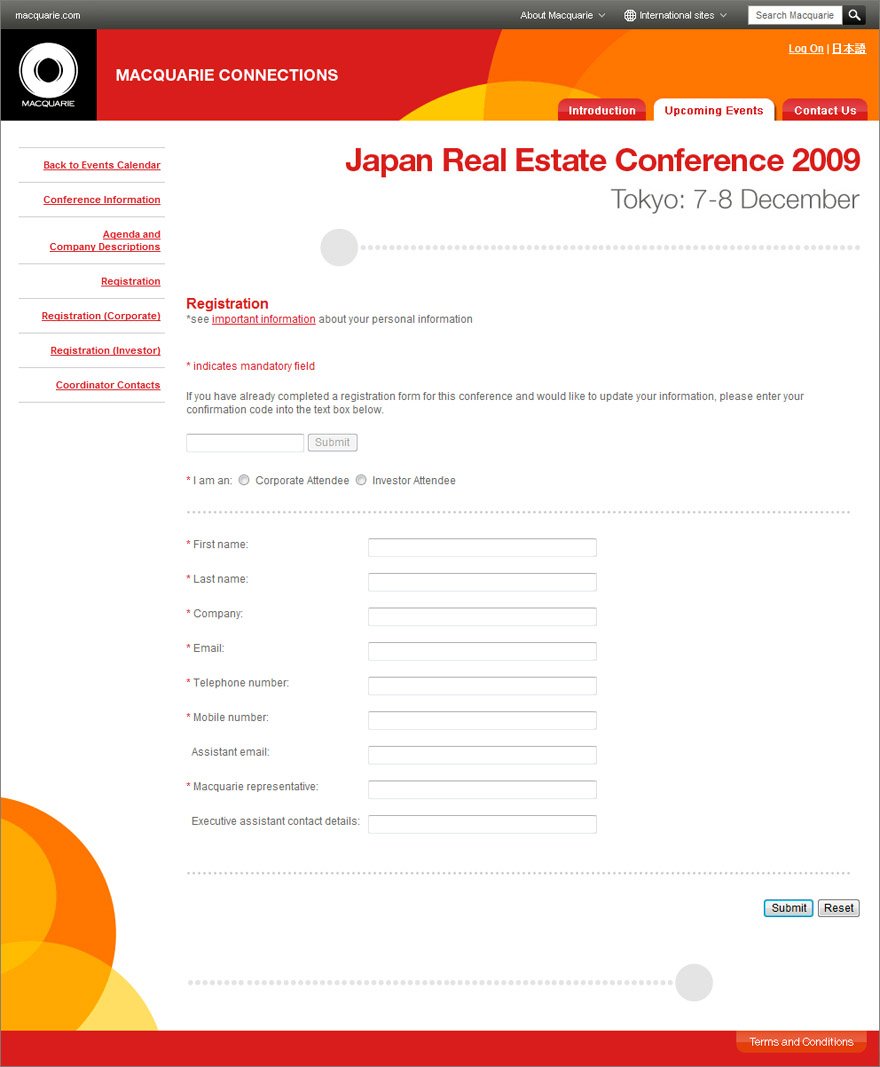 macquarie.com
About Macquarie
International sites
Search Macquarie
Log On | 日本語
MACQUARIE
MACQUARIE CONNECTIONS
Introduction
Upcoming Events
Contact Us
Back to Events Calendar
Conference Information
Agenda and
Company Descriptions
Registration
Registration (Corporate)
Registration (Investor)
Coordinator Contacts
Japan Real Estate Conference 2009
Tokyo: 7-8 December
Registration
*see important information about your personal information
* indicates mandatory field
If you have already completed a registration form for this conference and would like to update your information, please enter your
confirmation code into the text box below.
Submit
* I am an: Corporate Attendee Investor Attendee
* First name:
* Last name:
* Company:
* Email:
* Telephone number:
* Mobile number:
Assistant email:
* Macquarie representative:
Executive assistant contact details:
Submit Reset
Terms and Conditions